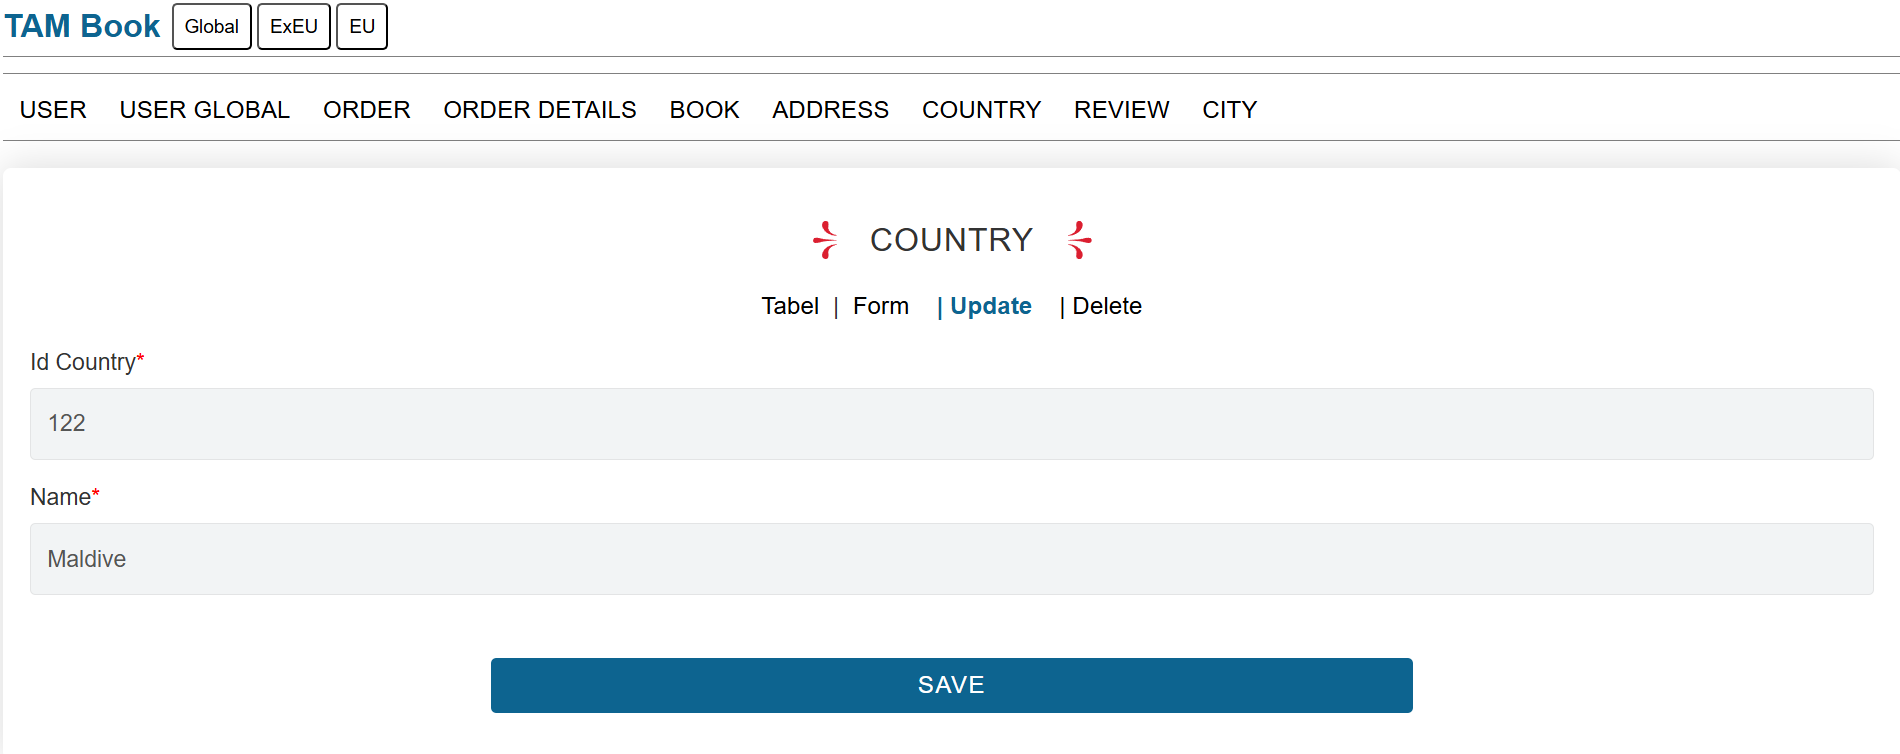 TAM Book Global ExEU EU
USER USER GLOBAL ORDER ORDER DETAILS BOOK ADDRESS COUNTRY REVIEW CITY
COUNTRY
Tabel | Form | Update | Delete
Id Country*
122
Name*
Maldive
SAVE